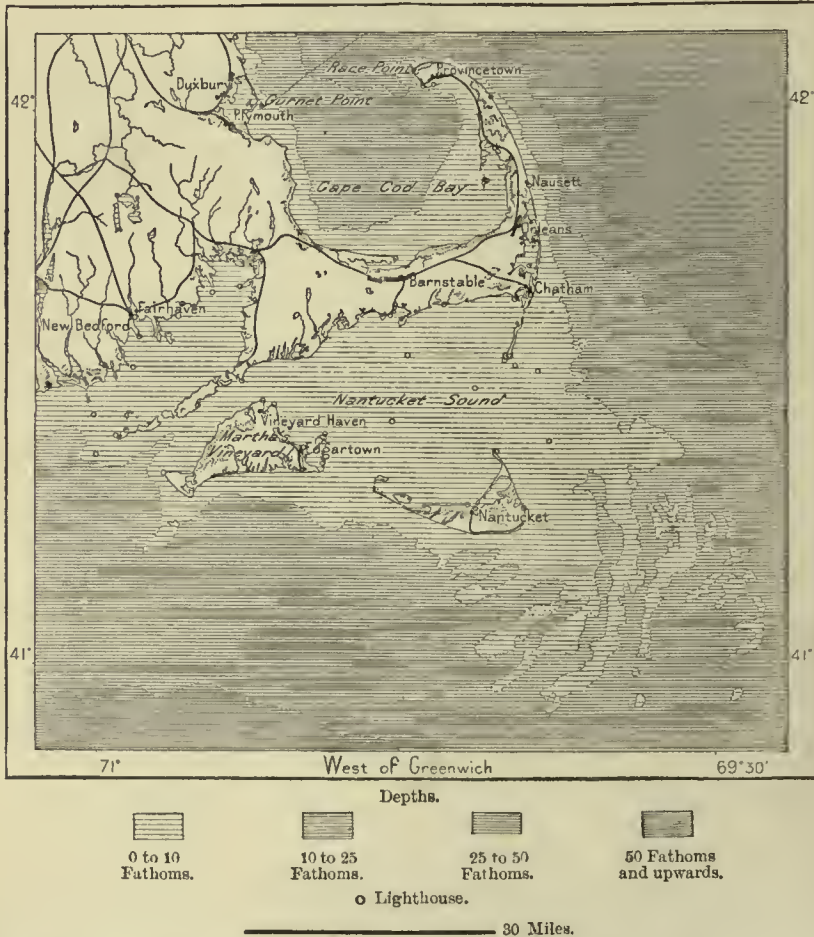 Race Point
Provincetown
Duxbury
42°
42°
Gurnet Point
Plymouth
Cape Cod Bay
Nausett
Orleans
Barnstable
Chatham
Fairhaven
New Bedford
Nantucket Sound
Vineyard Haven
Martha's
Vineyard
Edgartown
Nantucket
41°
41°
71°
West of Greenwich
69°30'
Depths.
0 to 10
Fathoms.
10 to 25
Fathoms.
25 to 50
Fathoms.
50 Fathoms
and upwards.
Lighthouse.
30 Miles.